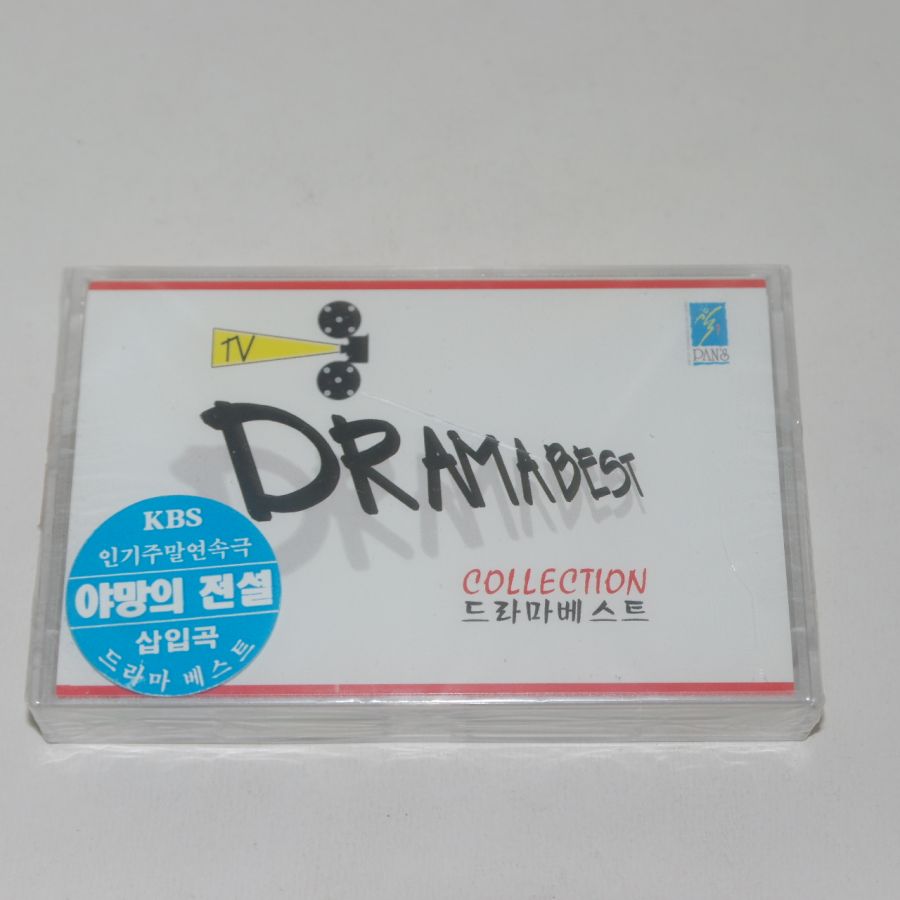 TV
PAN'S
DRAMABEST
COLLECTION
드라마베스트
KBS
인기주말연속극
야망의 전설
삽입곡
드라마 베스트